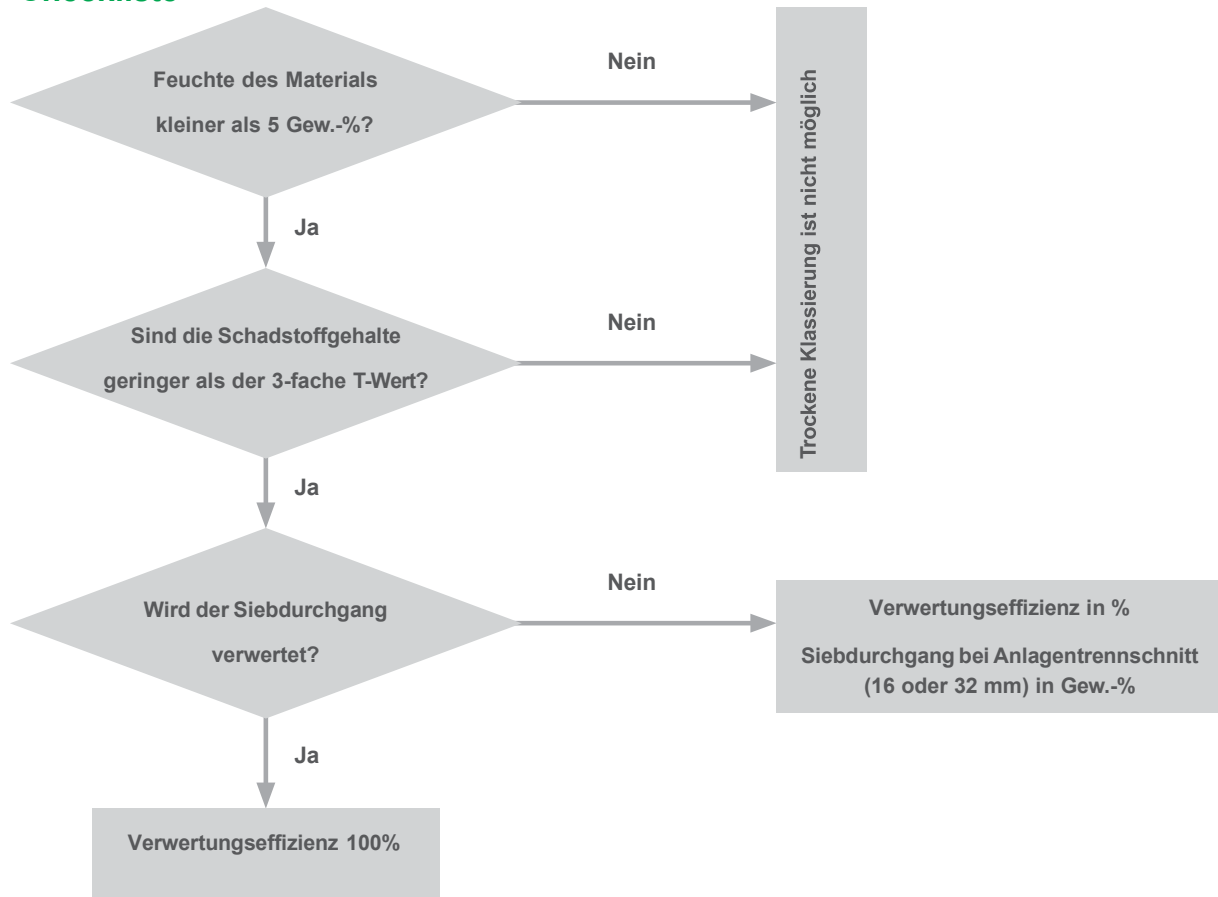 Checkliste
Feuchte des Materials
kleiner als 5 Gew.-%?
Nein
Trockene Klassierung ist nicht möglich
Ja
Sind die Schadstoffgehalte
geringer als der 3-fache T-Wert?
Nein
Ja
Wird der Siebdurchgang
verwertet?
Nein
Verwertungseffizienz in %
Siebdurchgang bei Anlagentrennschnitt
(16 oder 32 mm) in Gew.-%
Ja
Verwertungseffizienz 100%